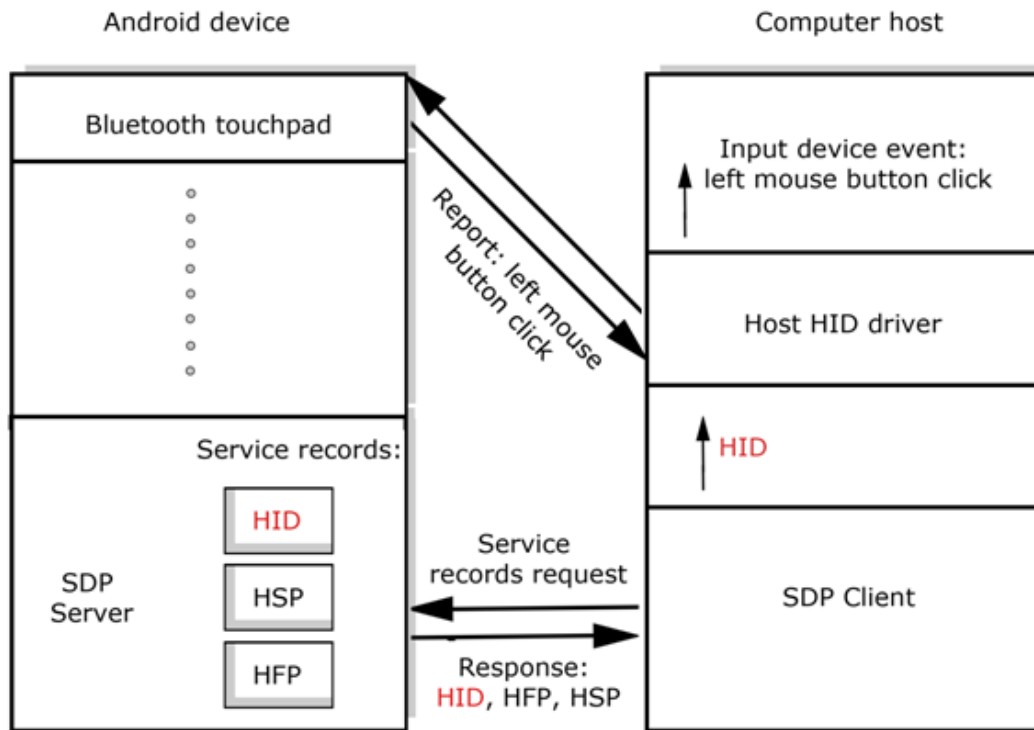 Android device
Computer host
Bluetooth touchpad
Input device event:
left mouse button click
Report: left mouse
button click
Host HID driver
Service records:
HID
HID
HSP
HFP
SDP
Server
Service
records request
SDP Client
Response:
HID, HFP, HSP